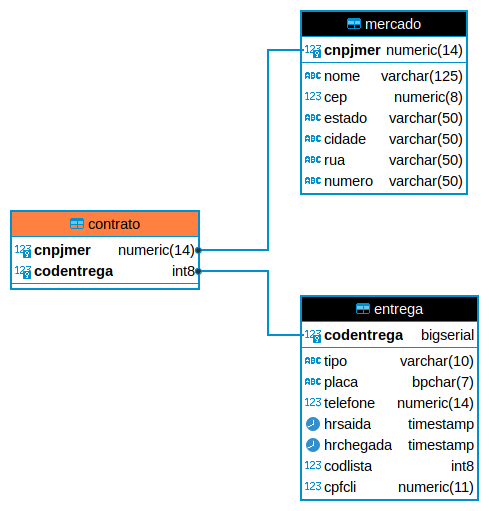 mercado
cnpjmer numeric(14)
nome varchar(125)
cep numeric(8)
estado varchar(50)
cidade varchar(50)
rua varchar(50)
numero varchar(50)
contrato
cnpjmer numeric(14)
codentrega int8
entrega
codentrega bigserial
tipo varchar(10)
placa bpchar(7)
telefone numeric(14)
hrsaida timestamp
hrchegada timestamp
codlista int8
cpfcli numeric(11)